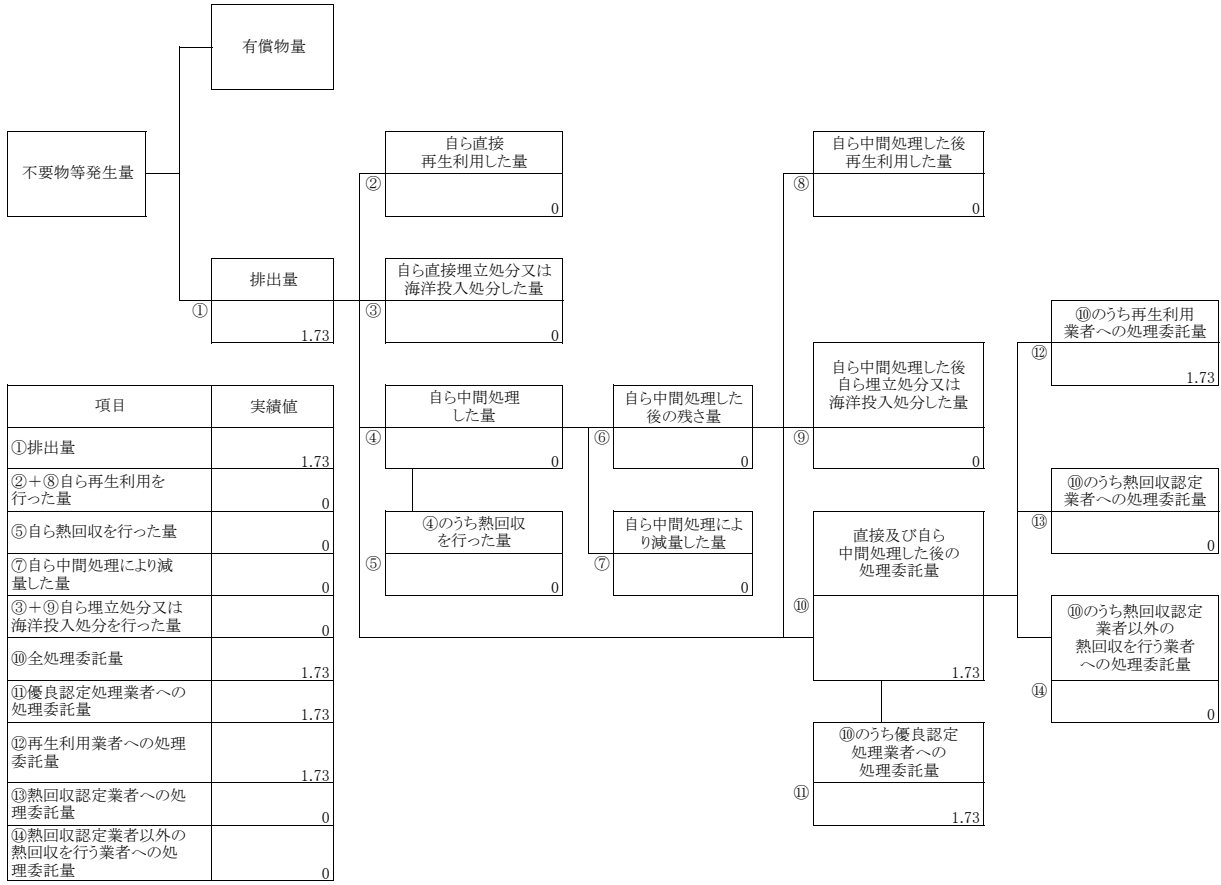 有償物量
不要物等発生量
自ら直接
再生利用した量
②
0
自ら中間処理した後
再生利用した量
⑧
0
排出量
①
1.73
自ら直接埋立処分又は
海洋投入処分した量
③
0
⑩のうち再生利用
業者への処理委託量
⑫
1.73
自ら中間処理
した量
④
0
自ら中間処理した
後の残さ量
⑥
0
自ら中間処理した後
自ら埋立処分又は
海洋投入処分した量
⑨
0
⑩のうち熱回収認定
業者への処理委託量
⑬
0
④のうち熱回収
を行った量
⑤
0
自ら中間処理によ
り減量した量
⑦
0
直接及び自ら
中間処理した後の
処理委託量
⑩
1.73
⑩のうち熱回収認定
業者以外の
熱回収を行う業者
への処理委託量
⑭
0
⑩のうち優良認定
処理業者への
処理委託量
⑪
1.73
項目 実績値
①排出量
1.73
②+⑧自ら再生利用を
行った量
0
⑤自ら熱回収を行った量
0
⑦自ら中間処理により減
量した量
0
③+⑨自ら埋立処分又は
海洋投入処分を行った量
0
⑩全処理委託量
1.73
⑪優良認定処理業者への
処理委託量
1.73
⑫再生利用業者への処理
委託量
1.73
⑬熱回収認定業者への処
理委託量
0
⑭熱回収認定業者以外の
熱回収を行う業者への処
理委託量
0